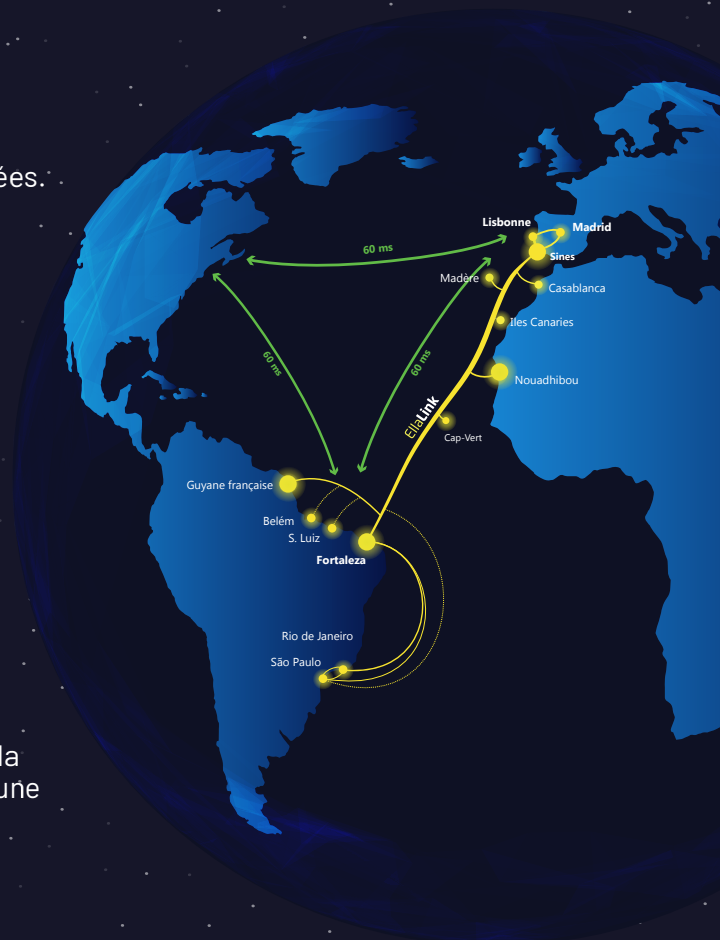 ées.
Lisbonne
Madrid
60 ms
Sines
Madère
Casablanca
Iles Canaries
60 ms
60 ms
Nouadhibou
EllaLink
Cap-Vert
Guyane française
Belém
S. Luiz
Fortaleza
Rio de Janeiro
São Paulo
la
une